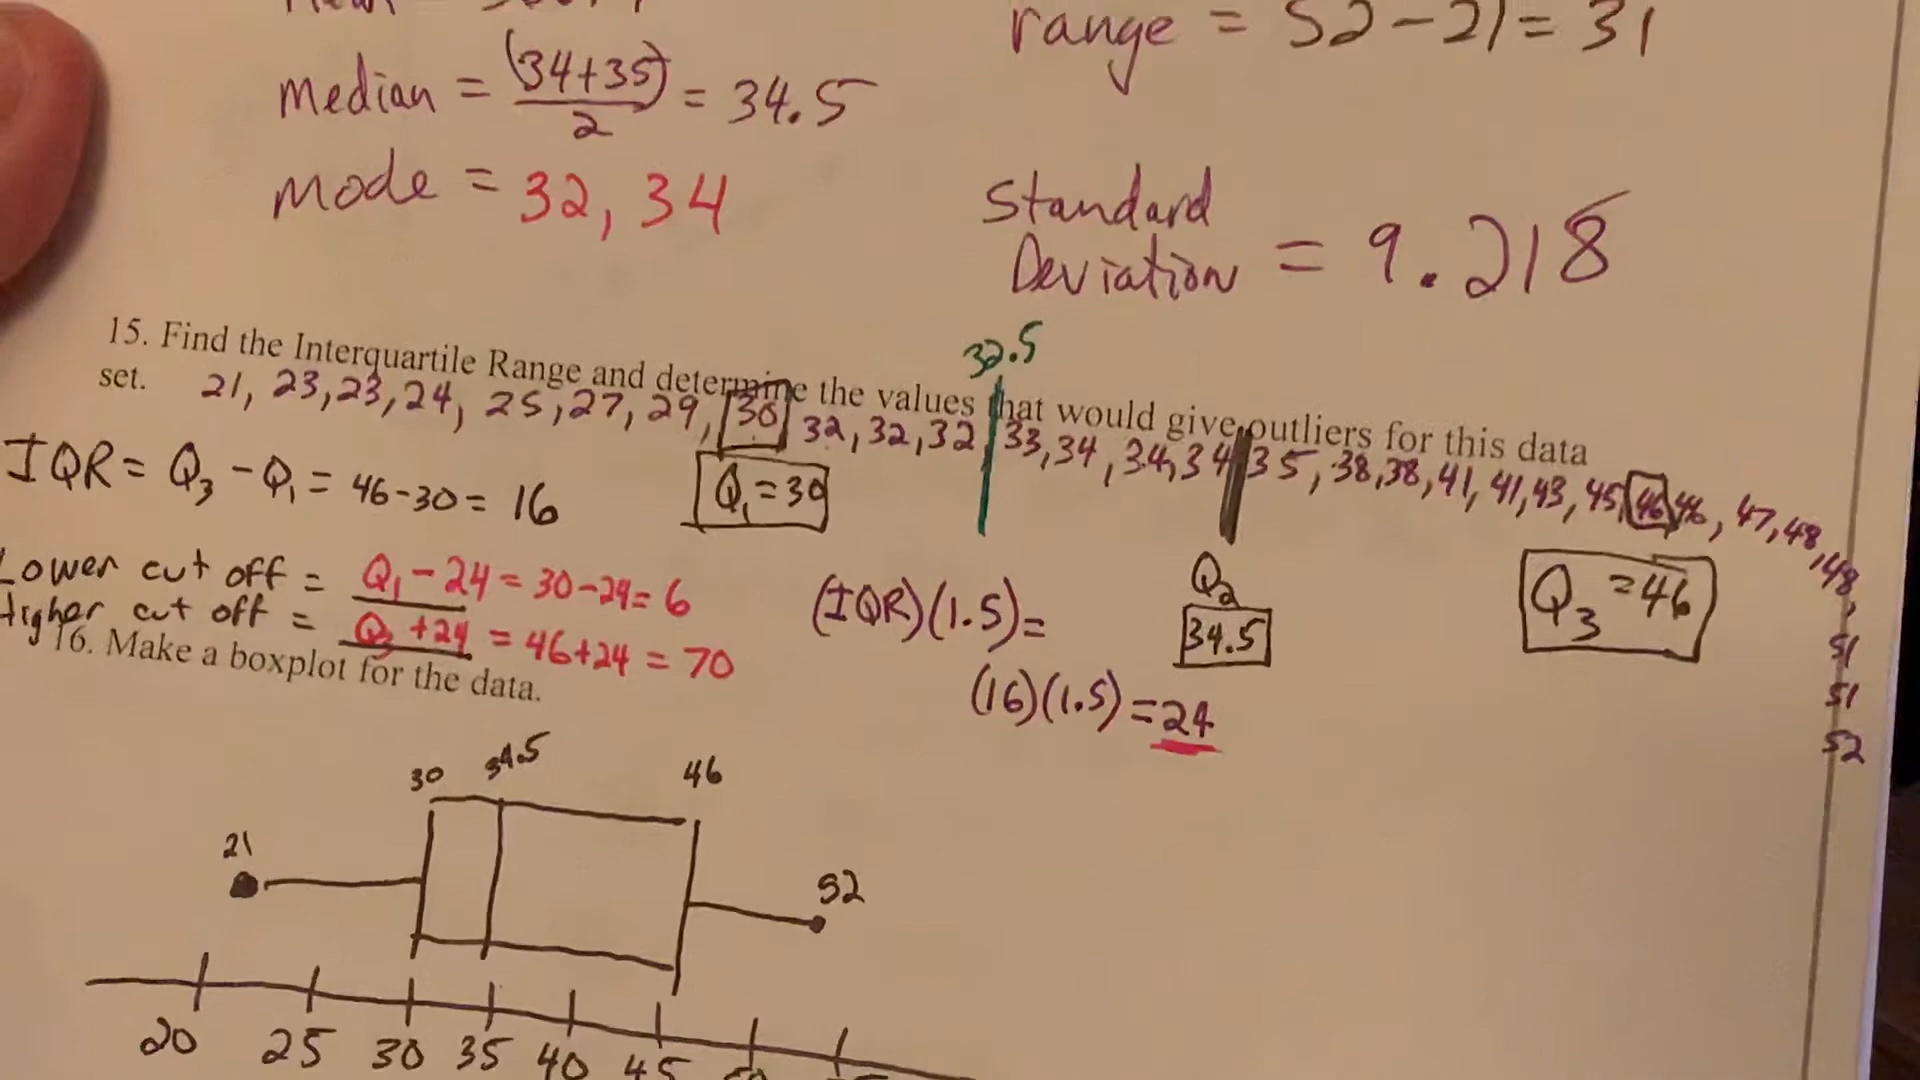 range = 52-21= 31
median = (34+35)/2 = 34.5
mode = 32, 34
Standard
Deviation = 9.218
15. Find the Interquartile Range and determine the values that would give outliers for this data
set.
32.5
21, 23,23,24, 25,27, 29, 30 32,32,32 33,34, 34,34 35, 38,38,41, 41,43, 45, 46, 46, 47,48, 48,
51
51
52
IQR = Q3 - Q1 = 46-30= 16
Q1 = 30
Lower cut off = Q1 - 24 = 30-24= 6
Higher cut off = Q3 +24 = 46+24 = 70
(IQR)(1.5)=
(16)(1.5) =24
Q2
34.5
Q3 =46
16. Make a boxplot for the data.
30 34.5 46
21
52
20 25 30 35 40 45